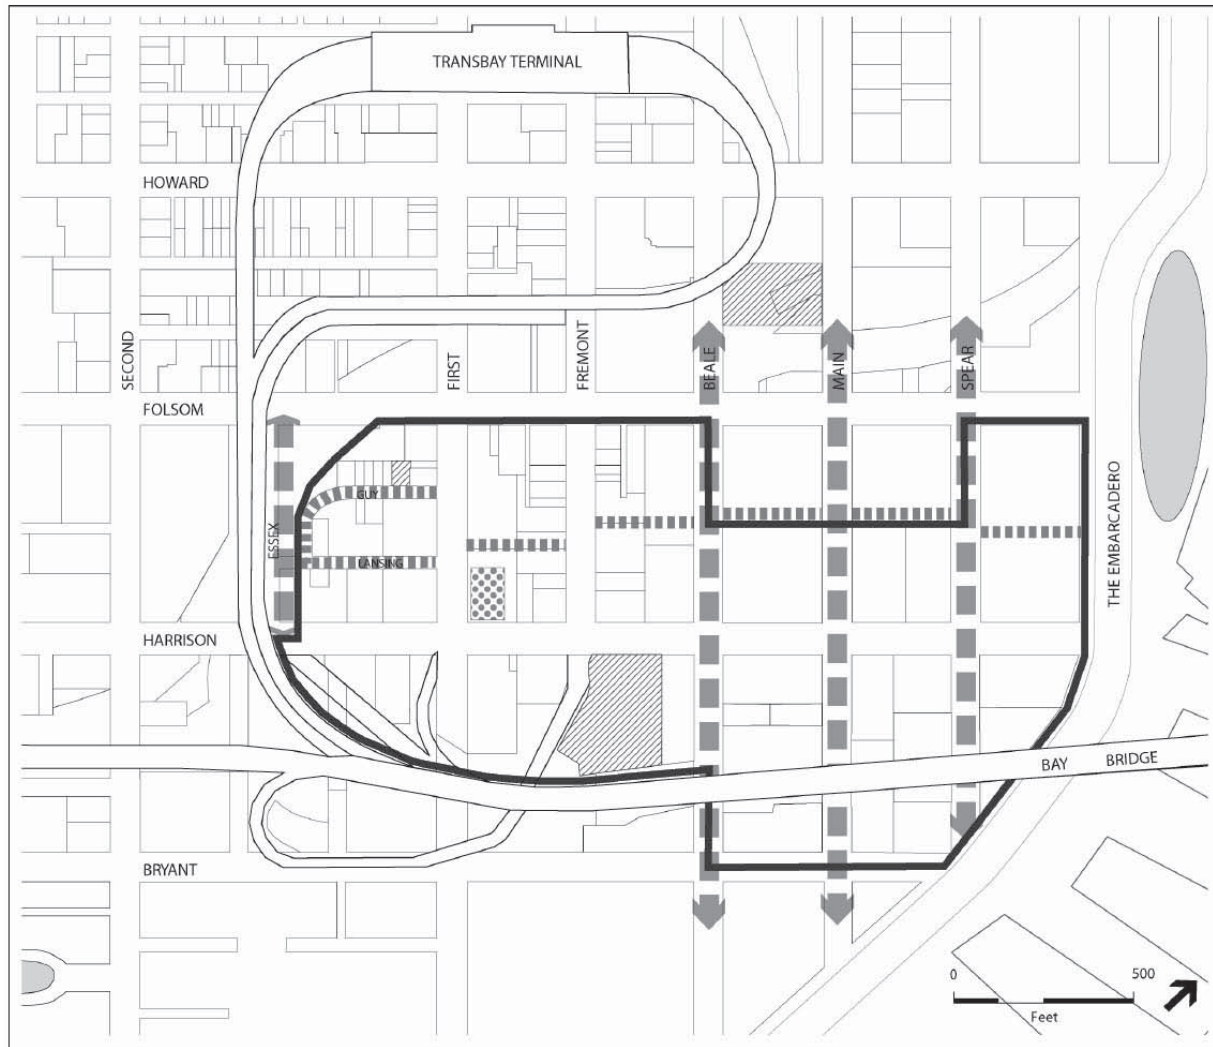 TRANSBAY TERMINAL
HOWARD
SECOND
FIRST
FREMONT
BEALE
MAIN
SPEAR
FOLSOM
GUY
ESSEX
LANSING
THE EMBARCADERO
HARRISON
BAY BRIDGE
BRYANT
0 500
Feet